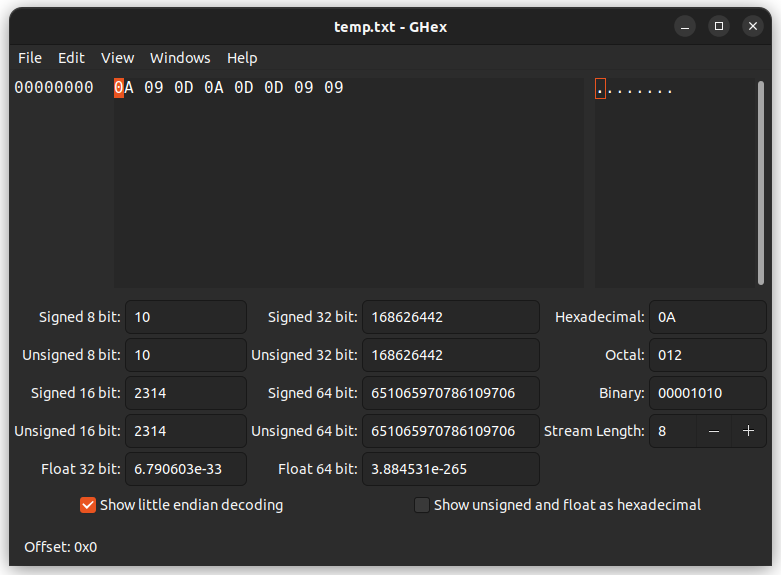 temp.txt - GHex
File Edit View Windows Help
00000000 0A 09 0D 0A 0D 0D 09 09 ........
Signed 8 bit: 10 Signed 32 bit: 168626442 Hexadecimal: 0A
Unsigned 8 bit: 10 Unsigned 32 bit: 168626442 Octal: 012
Signed 16 bit: 2314 Signed 64 bit: 651065970786109706 Binary: 00001010
Unsigned 16 bit: 2314 Unsigned 64 bit: 651065970786109706 Stream Length: 8 − +
Float 32 bit: 6.790603e-33 Float 64 bit: 3.884531e-265
Show little endian decoding Show unsigned and float as hexadecimal
Offset: 0x0